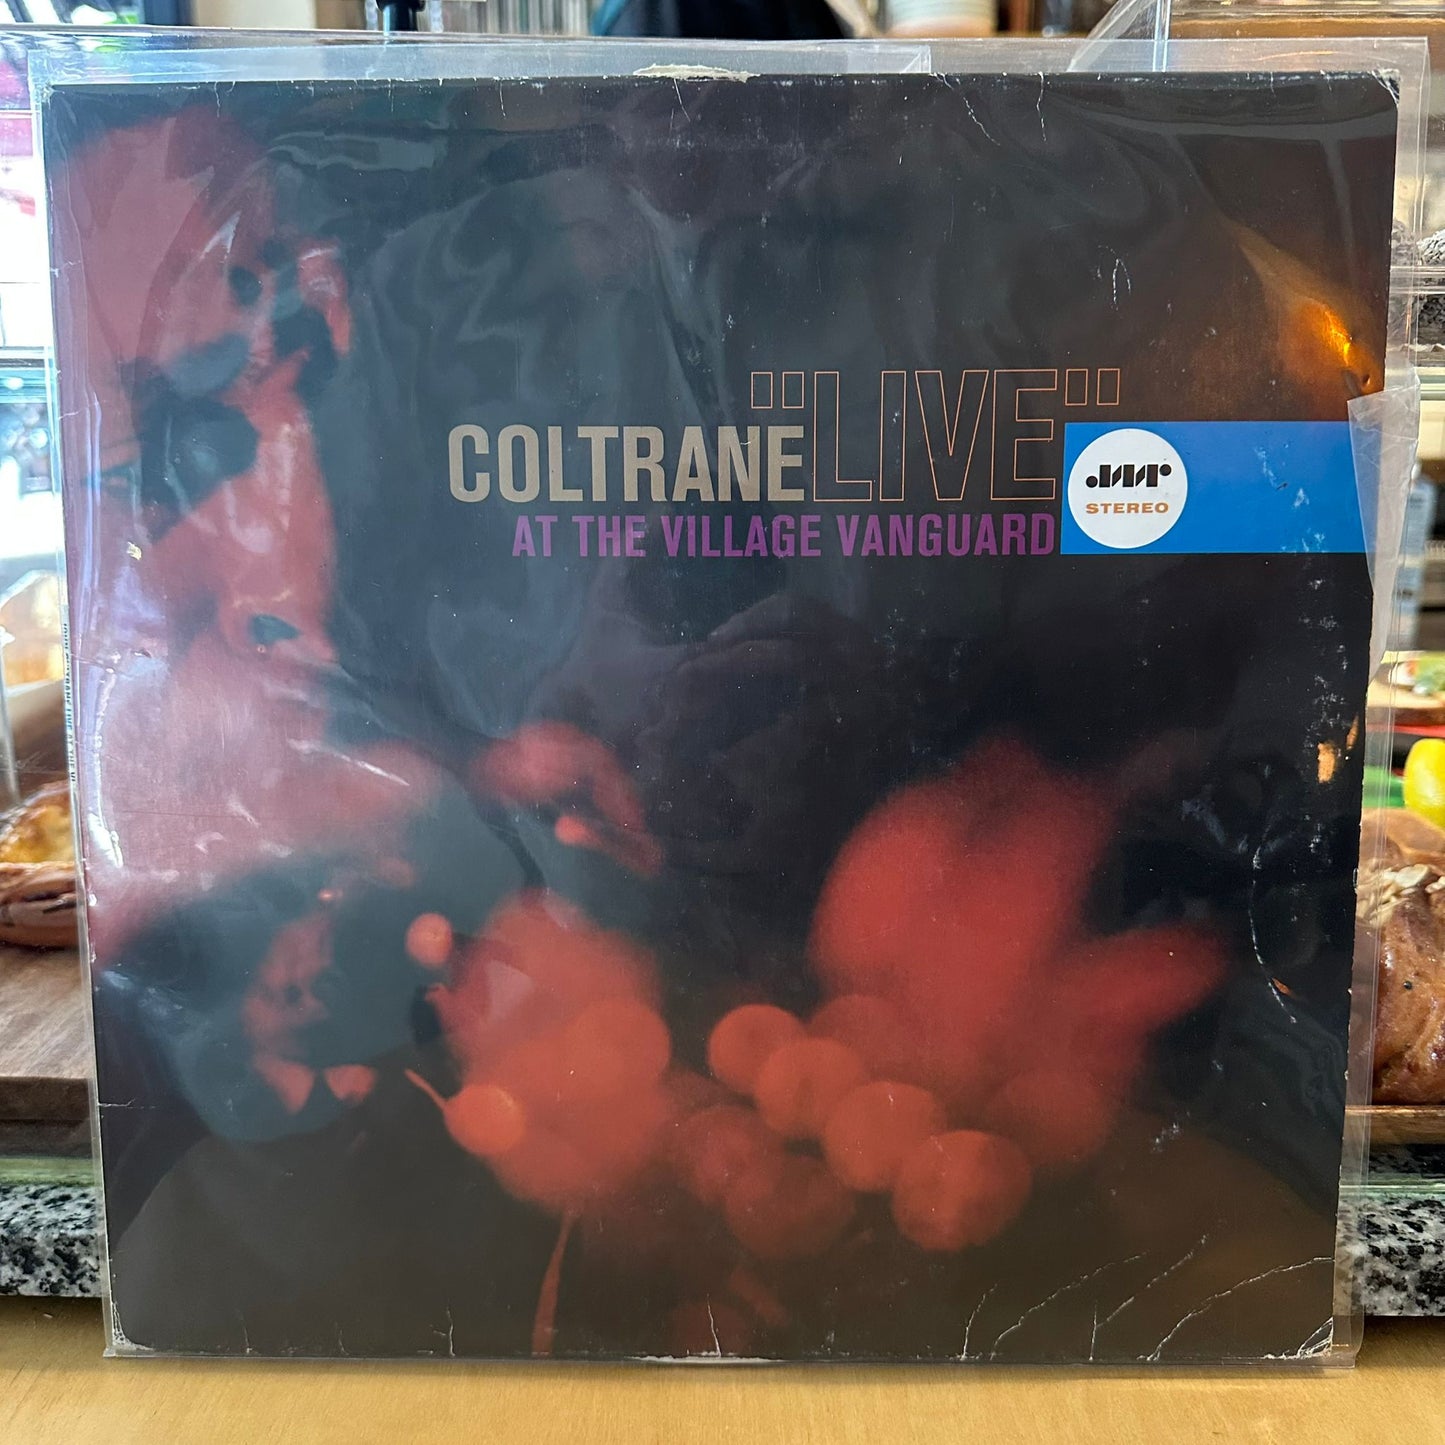 "LIVE"
COLTRANE
AT THE VILLAGE VANGUARD
STEREO